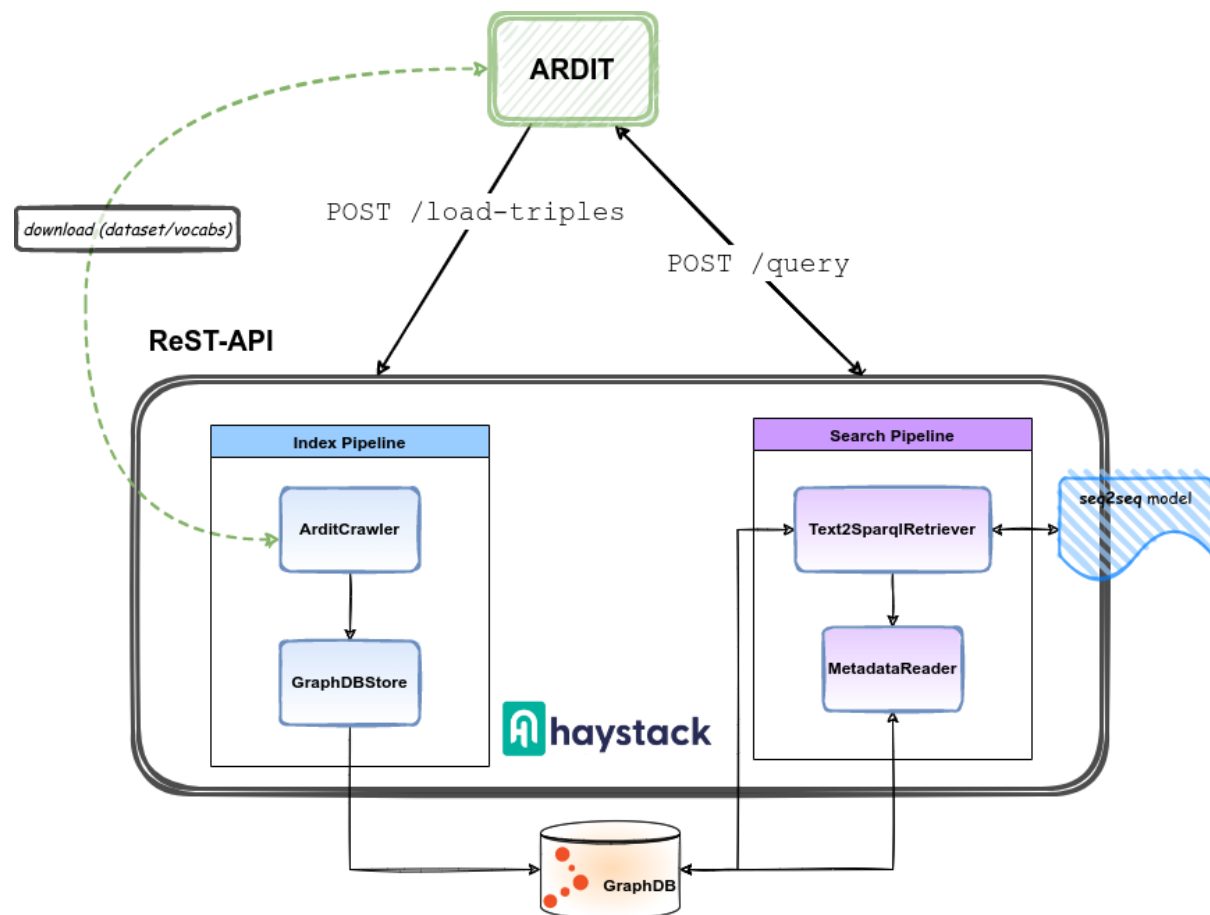 ARDIT
POST /load-triples
download (dataset/vocabs)
POST /query
ReST-API
Index Pipeline
Search Pipeline
ArditCrawler
Text2SparqlRetriever
seq2seq model
GraphDBStore
MetadataReader
haystack
GraphDB